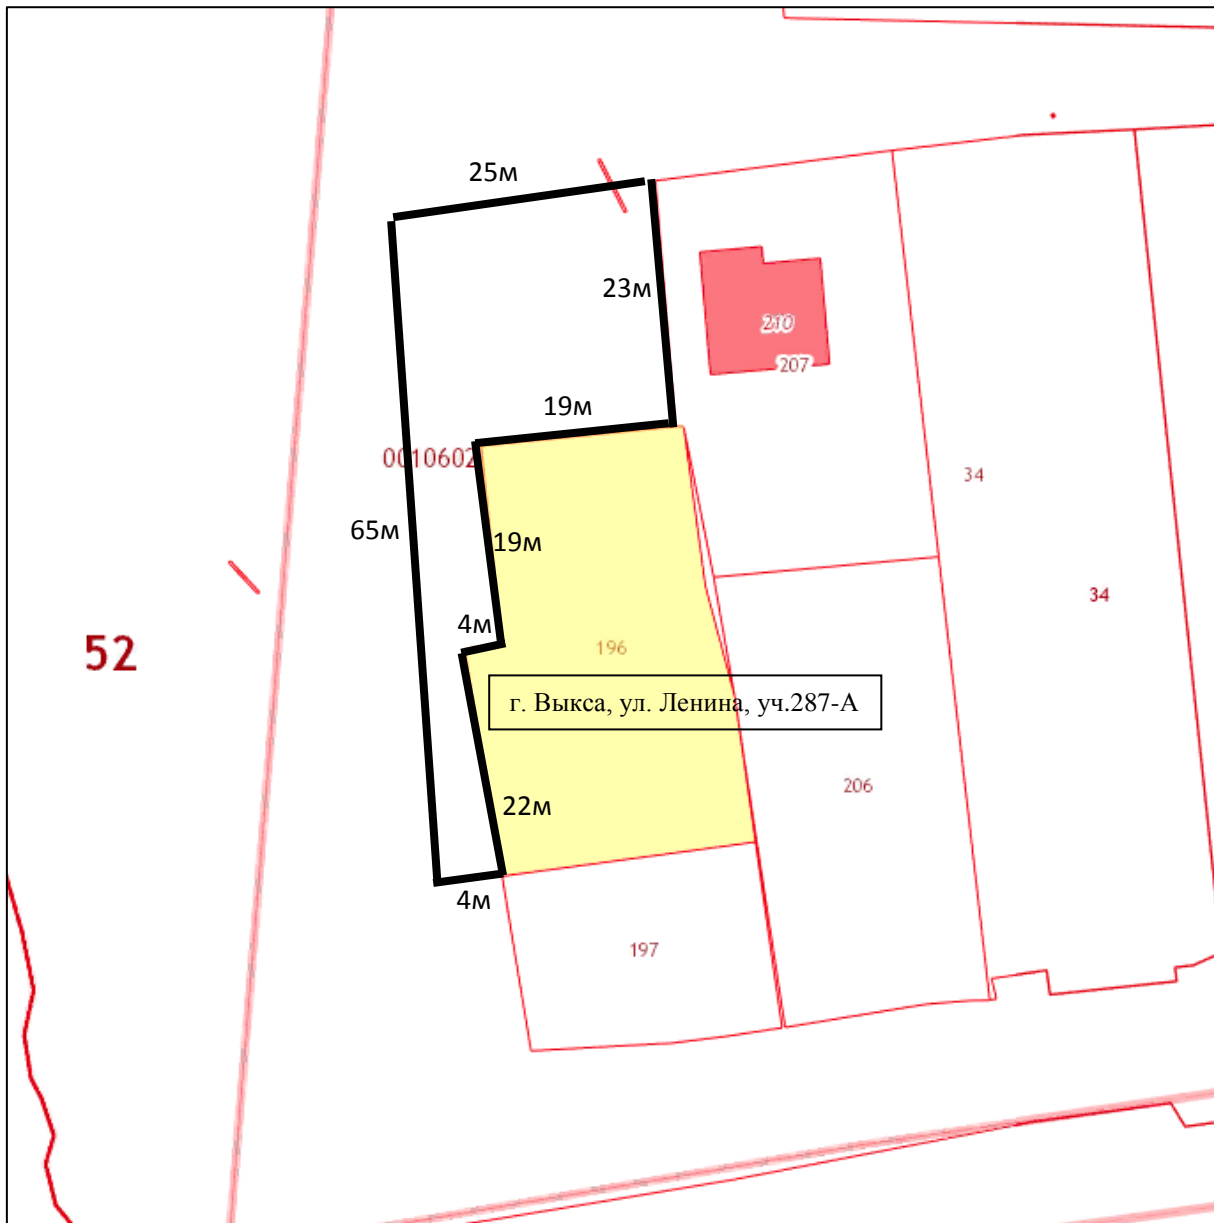 25м
23м
210
207
19м
0010602
34
65м
19м
34
4м
52
196
г. Выкса, ул. Ленина, уч.287-А
206
22м
4м
197